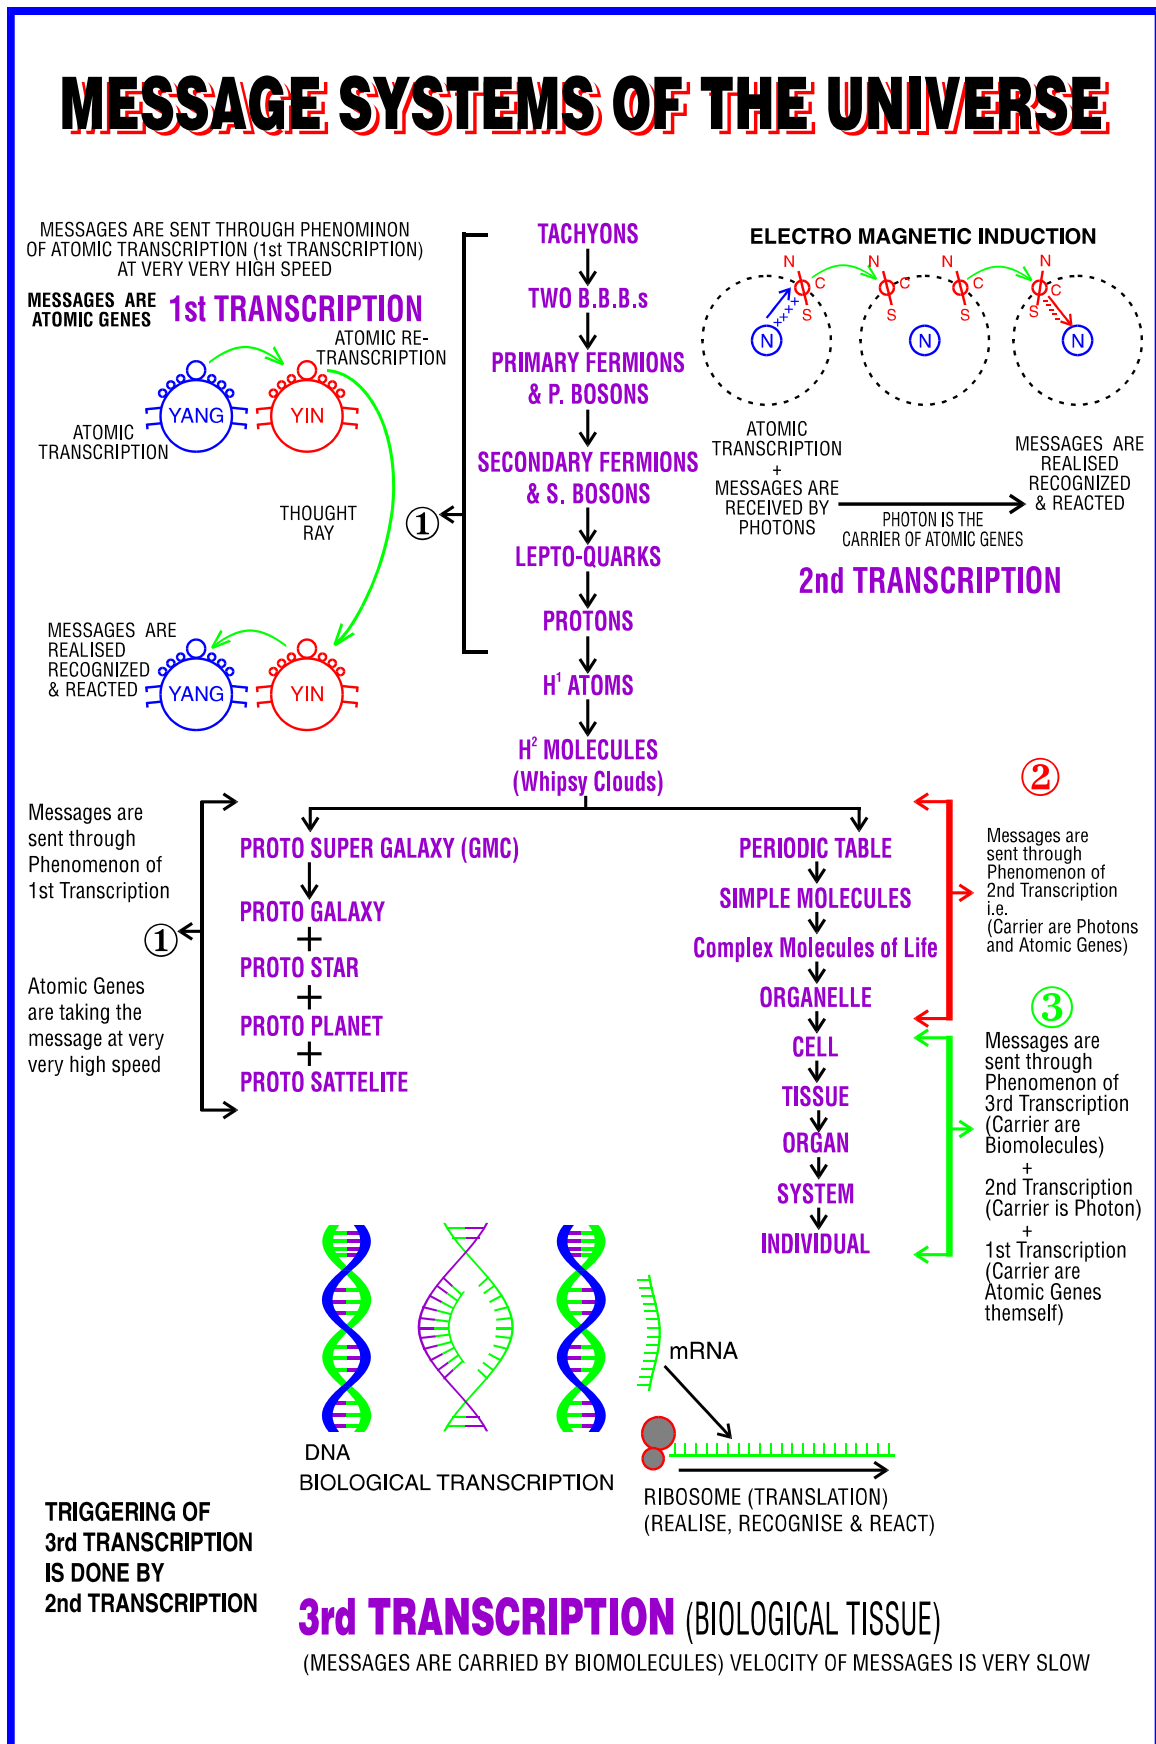 MESSAGE SYSTEMS OF THE UNIVERSE
MESSAGES ARE SENT THROUGH PHENOMINON
OF ATOMIC TRANSCRIPTION (1st TRANSCRIPTION)
AT VERY VERY HIGH SPEED
MESSAGES ARE
ATOMIC GENES
1st TRANSCRIPTION
ATOMIC RE-
TRANSCRIPTION
YANG
YIN
ATOMIC
TRANSCRIPTION
THOUGHT
RAY
MESSAGES ARE
REALISED
RECOGNIZED
& REACTED
YANG
YIN
①
TACHYONS
TWO B.B.B.s
PRIMARY FERMIONS
& P. BOSONS
SECONDARY FERMIONS
& S. BOSONS
LEPTO-QUARKS
PROTONS
H¹ ATOMS
H² MOLECULES
(Whipsy Clouds)
ELECTRO MAGNETIC INDUCTION
N
C
S
N
N
C
S
N
N
C
S
N
C
S
N
ATOMIC
TRANSCRIPTION
+
MESSAGES ARE
RECEIVED BY
PHOTONS
PHOTON IS THE
CARRIER OF ATOMIC GENES
MESSAGES ARE
REALISED
RECOGNIZED
& REACTED
2nd TRANSCRIPTION
Messages are
sent through
Phenomenon of
1st Transcription
①
Atomic Genes
are taking the
message at very
very high speed
PROTO SUPER GALAXY (GMC)
PROTO GALAXY
+
PROTO STAR
+
PROTO PLANET
+
PROTO SATTELITE
PERIODIC TABLE
SIMPLE MOLECULES
Complex Molecules of Life
ORGANELLE
CELL
TISSUE
ORGAN
SYSTEM
INDIVIDUAL
②
Messages are
sent through
Phenomenon of
2nd Transcription
i.e.
(Carrier are Photons
and Atomic Genes)
③
Messages are
sent through
Phenomenon of
3rd Transcription
(Carrier are
Biomolecules)
+
2nd Transcription
(Carrier is Photon)
+
1st Transcription
(Carrier are
Atomic Genes
themself)
mRNA
DNA
BIOLOGICAL TRANSCRIPTION
RIBOSOME (TRANSLATION)
(REALISE, RECOGNISE & REACT)
TRIGGERING OF
3rd TRANSCRIPTION
IS DONE BY
2nd TRANSCRIPTION
3rd TRANSCRIPTION (BIOLOGICAL TISSUE)
(MESSAGES ARE CARRIED BY BIOMOLECULES) VELOCITY OF MESSAGES IS VERY SLOW